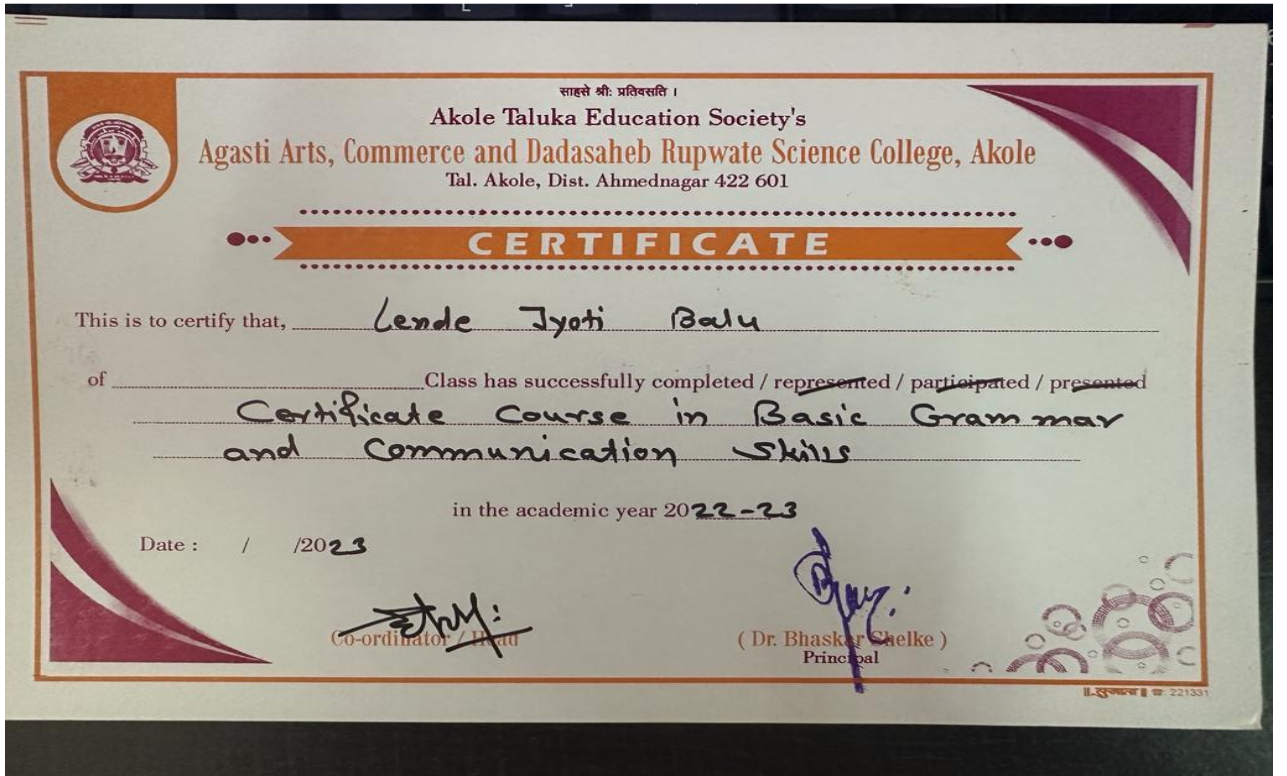 साहसे श्री: प्रतिवसति ।
Akole Taluka Education Society's
Agasti Arts, Commerce and Dadasaheb Rupwate Science College, Akole
Tal. Akole, Dist. Ahmednagar 422 601
CERTIFICATE
This is to certify that, Lende Jyoti Balu
of Class has successfully completed / represented / participated / presented
Certificate Course in Basic Grammar
and Communication Skills
in the academic year 2022-23
Date : / /2023
Co-ordinator / Head
( Dr. Bhaskar Shelke )
Principal
221331